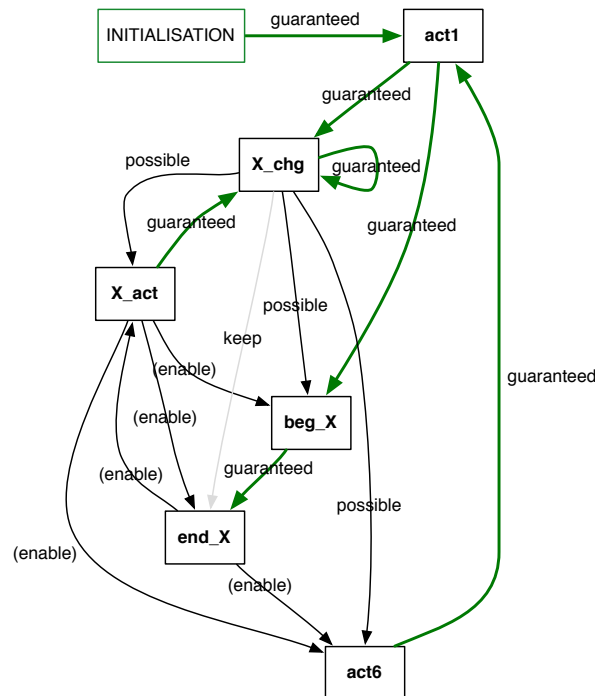 guaranteed
INITIALISATION
act1
guaranteed
possible
X_chg
guaranteed
guaranteed
guaranteed
X_act
possible
keep
(enable)
guaranteed
beg_X
(enable)
guaranteed
(enable)
possible
end_X
(enable)
(enable)
act6